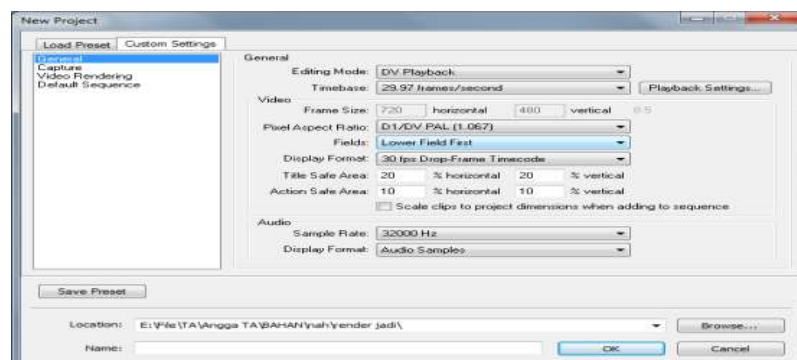 New Project
Load Preset Custom Settings
General
Capture
Video Rendering
Default Sequence
General
Editing Mode: DV Playback
Timebase: 29.97 frames/second Playback Settings...
Video
Frame Size: 720 horizontal 480 vertical
Pixel Aspect Ratio: D1/DV PAL (1.067)
Fields: Lower Field First
Display Format: 30 fps Drop-Frame Timecode
Title Safe Area: 20 % horizontal 20 % vertical
Action Safe Area: 10 % horizontal 10 % vertical
Scale clips to project dimensions when adding to sequence
Audio
Sample Rate: 32000 Hz
Display Format: Audio Samples
Save Preset
Location: E:\File\TA\Angga TA\BAHAN\nah\render jadi\ Browse...
Name: OK Cancel